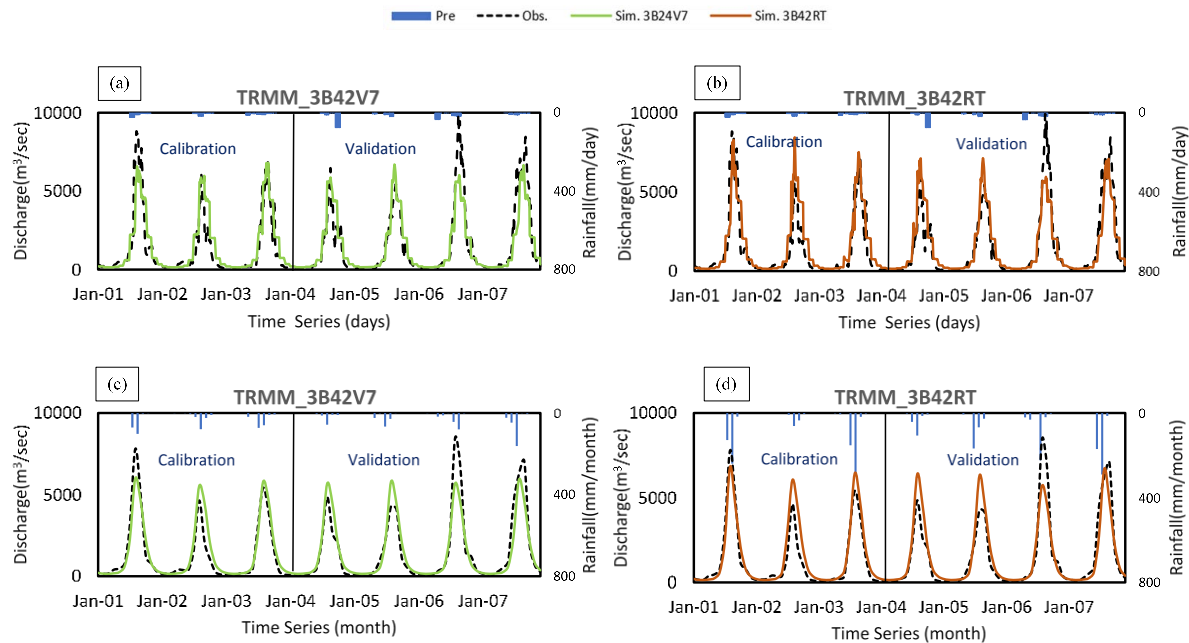 Pre Obs. Sim. 3B24V7 Sim. 3B42RT
(a)
TRMM_3B42V7
Discharge(m³/sec)
10000
5000
0
Calibration
Validation
0
400
800
Rainfall(mm/day)
Jan-01 Jan-02 Jan-03 Jan-04 Jan-05 Jan-06 Jan-07
Time Series (days)
(b)
TRMM_3B42RT
Discharge(m³/sec)
10000
5000
0
Calibration
Validation
0
400
800
Rainfall(mm/day)
Jan-01 Jan-02 Jan-03 Jan-04 Jan-05 Jan-06 Jan-07
Time Series (days)
(c)
TRMM_3B42V7
Discharge(m³/sec)
10000
5000
0
Calibration
Validation
0
400
800
Rainfall(mm/month)
Jan-01 Jan-02 Jan-03 Jan-04 Jan-05 Jan-06 Jan-07
Time Series (month)
(d)
TRMM_3B42RT
Discharge(m³/sec)
10000
5000
0
Calibration
Validation
0
400
800
Rainfall(mm/month)
Jan-01 Jan-02 Jan-03 Jan-04 Jan-05 Jan-06 Jan-07
Time Series (month)